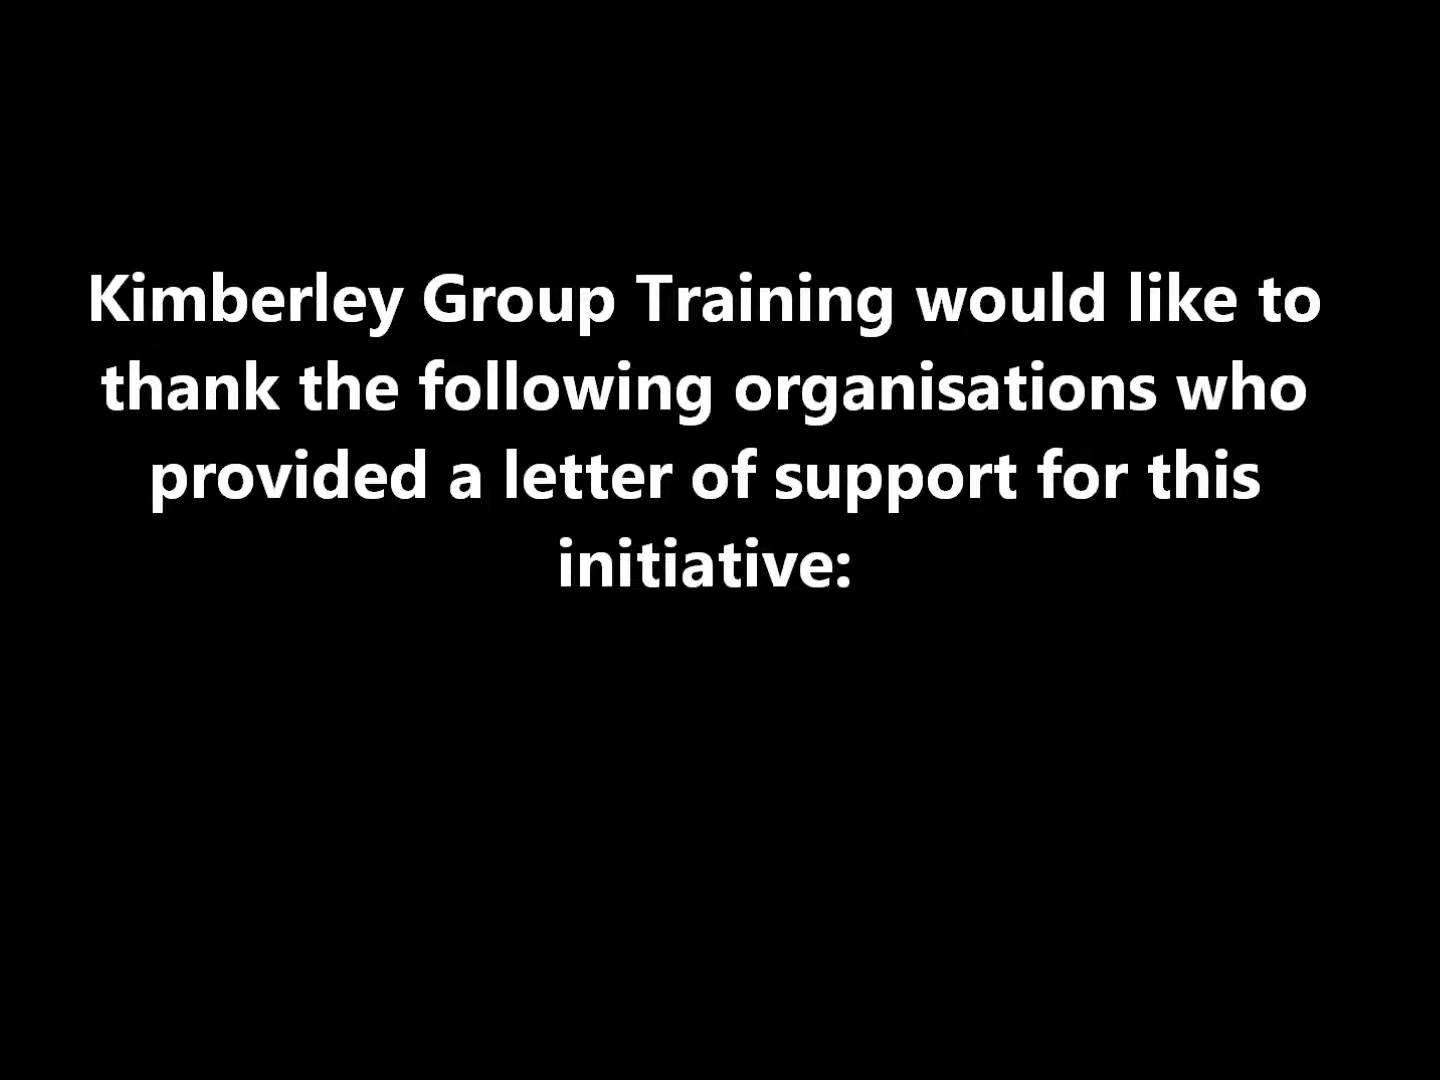 Kimberley Group Training would like to
thank the following organisations who
provided a letter of support for this
initiative: